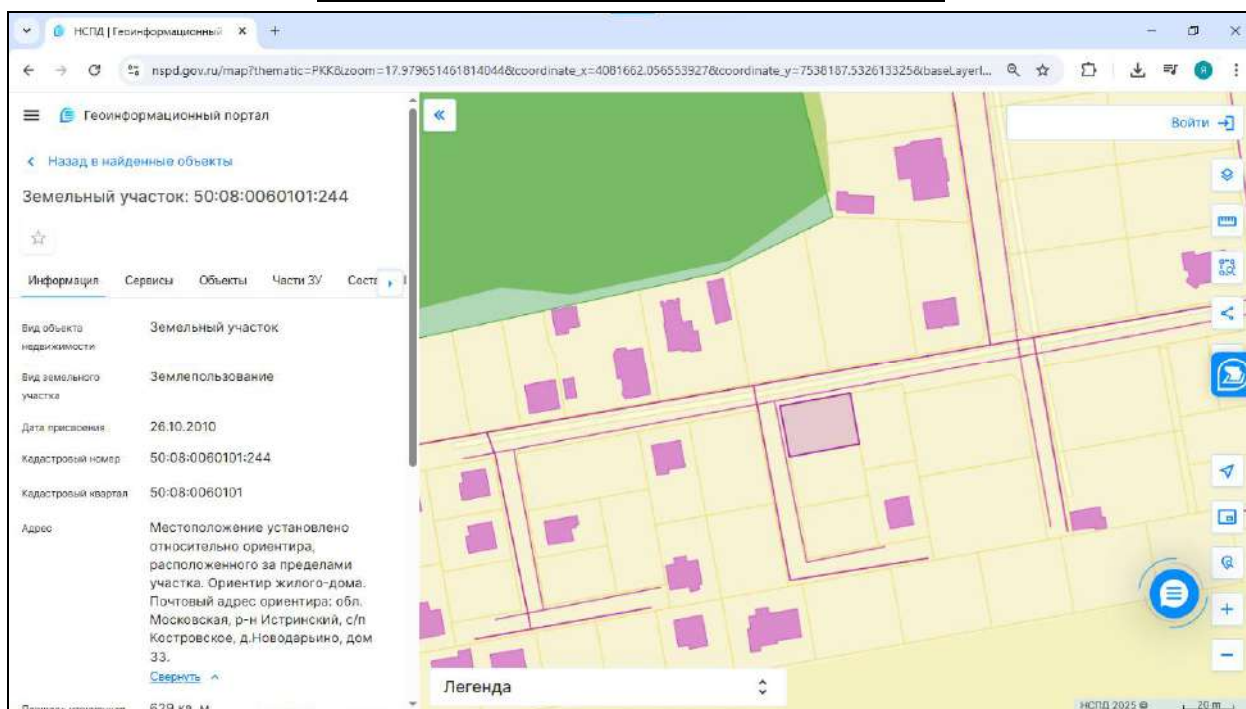 НСПД | Геоинформационный
nspd.gov.ru/map?thematic=PKK&zoom=17.979651461814044&coordinate_x=4081662.056553927&coordinate_y=7538187.532613325&baseLayerI...
Я
Геоинформационный портал
Войти
Назад в найденные объекты
Земельный участок: 50:08:0060101:244
Информация Сервисы Объекты Части ЗУ Соста
Вид объекта недвижимости
Земельный участок
Вид земельного участка
Землепользование
Дата присвоения 26.10.2010
Кадастровый номер 50:08:0060101:244
Кадастровый квартал 50:08:0060101
Адрес
Местоположение установлено
относительно ориентира,
расположенного за пределами
участка. Ориентир жилого-дома.
Почтовый адрес ориентира: обл.
Московская, р-н Истринский, с/п
Костровское, д.Новодарьино, дом
33.
Свернуть
629 кв. м
Легенда
НСПД 2025 ©
20 m